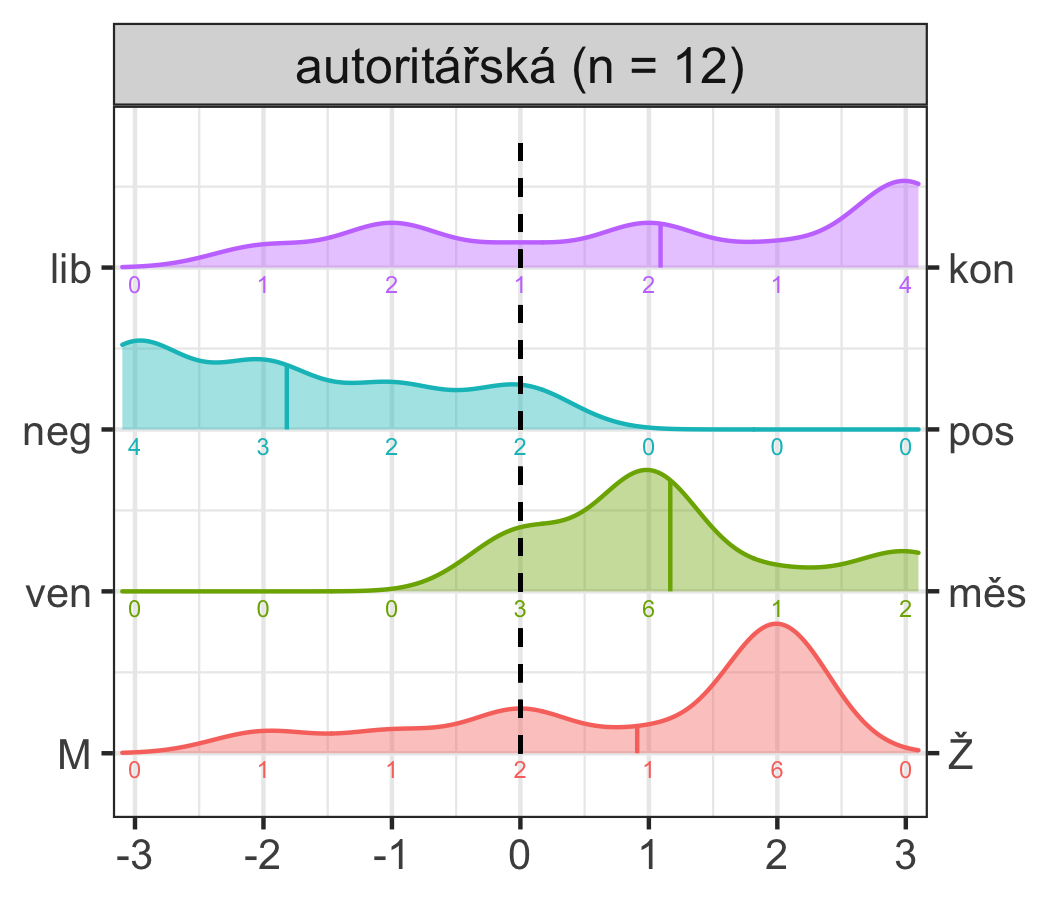 autoritářská (n = 12)
lib kon
0 1 2 1 2 1 4
neg pos
4 3 2 2 0 0 0
ven měs
0 0 0 3 6 1 2
M Ž
0 1 1 2 1 6 0
-3 -2 -1 0 1 2 3